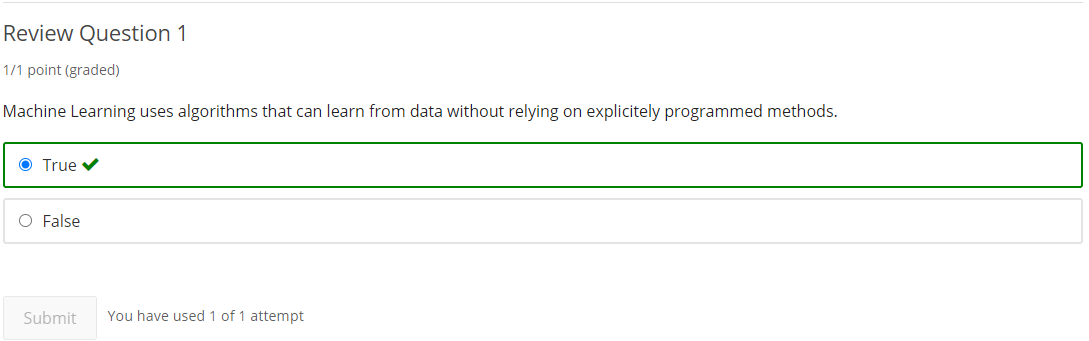 Review Question 1
1/1 point (graded)
Machine Learning uses algorithms that can learn from data without relying on explicitely programmed methods.
True
False
Submit
You have used 1 of 1 attempt